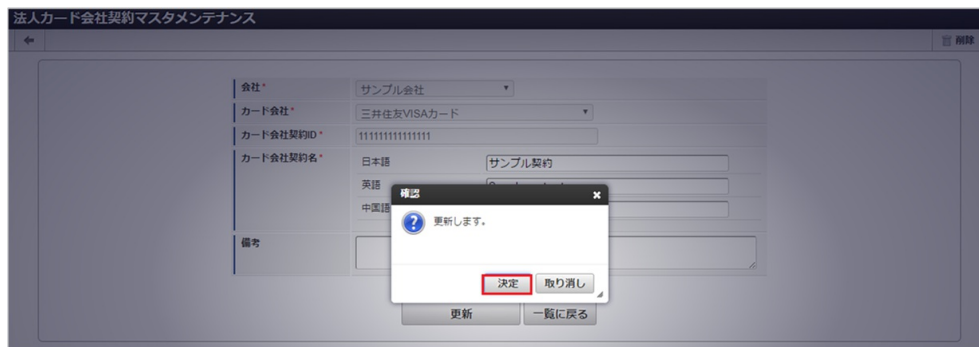 法人カード会社契約マスタメンテナンス
削除
会社* サンプル会社
カード会社* 三井住友VISAカード
カード会社契約ID* 11111111111111
カード会社契約名* 日本語 サンプル契約
英語
中国語
確認
更新します。
決定 取り消し
備考
更新 一覧に戻る